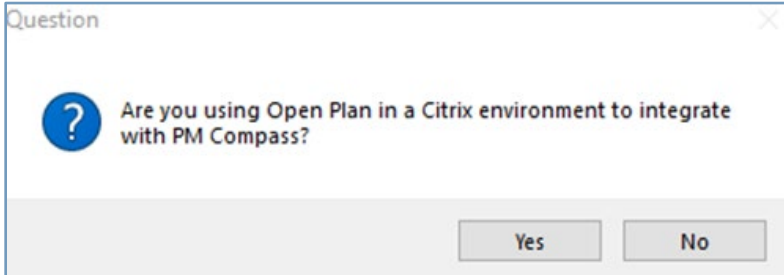 Question
Are you using Open Plan in a Citrix environment to integrate
with PM Compass?
Yes No